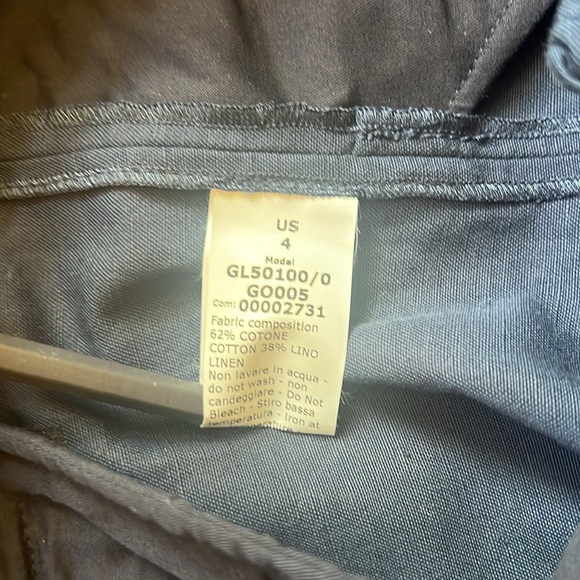 US
4
Model
GL50100/0
GO005
Com: 00002731
Fabric composition
62% COTONE
COTTON 38% LINO
LINEN
Non lavare in acqua -
do not wash - non
candeggiare - Do Not
Bleach - Stiro bassa
temperatura - Iron at